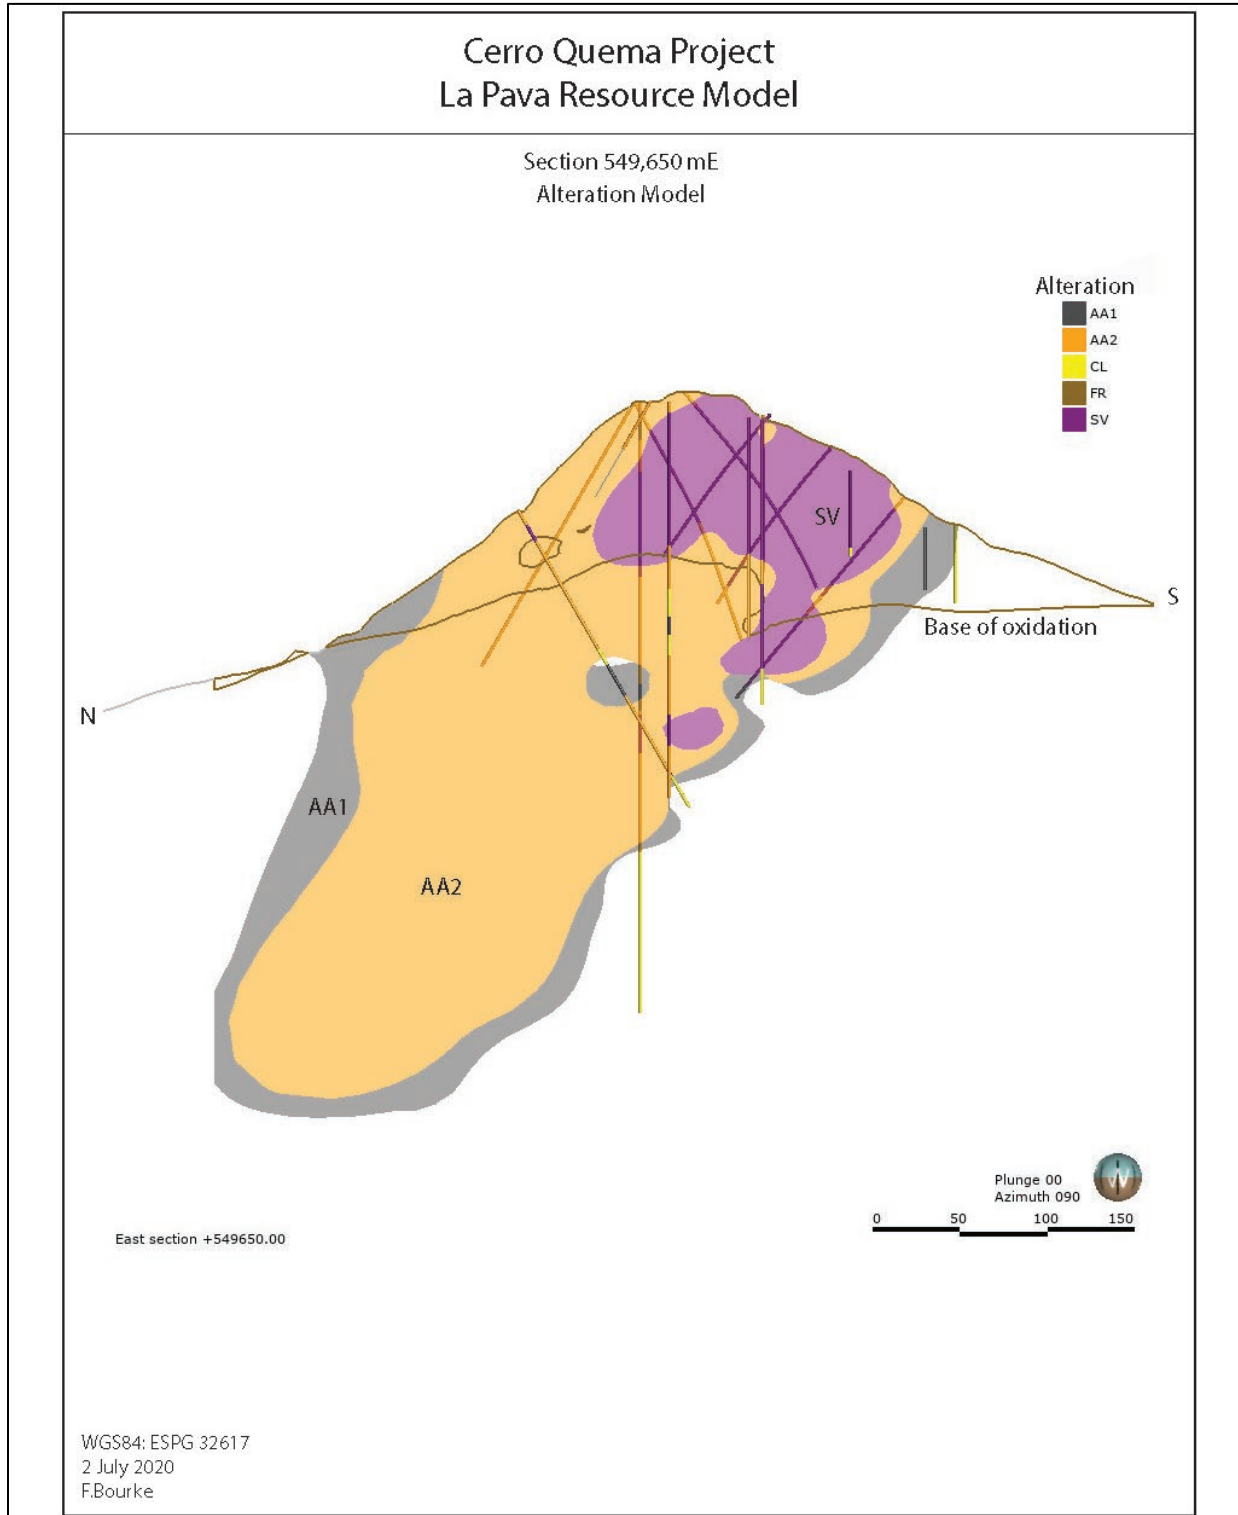 Cerro Quema Project
La Pava Resource Model
Section 549,650 mE
Alteration Model
Alteration
AA1
AA2
CL
FR
SV
SV
S
Base of oxidation
N
AA1
AA2
Plunge 00
Azimuth 090
0 50 100 150
East section +549650.00
WGS84: ESPG 32617
2 July 2020
F.Bourke